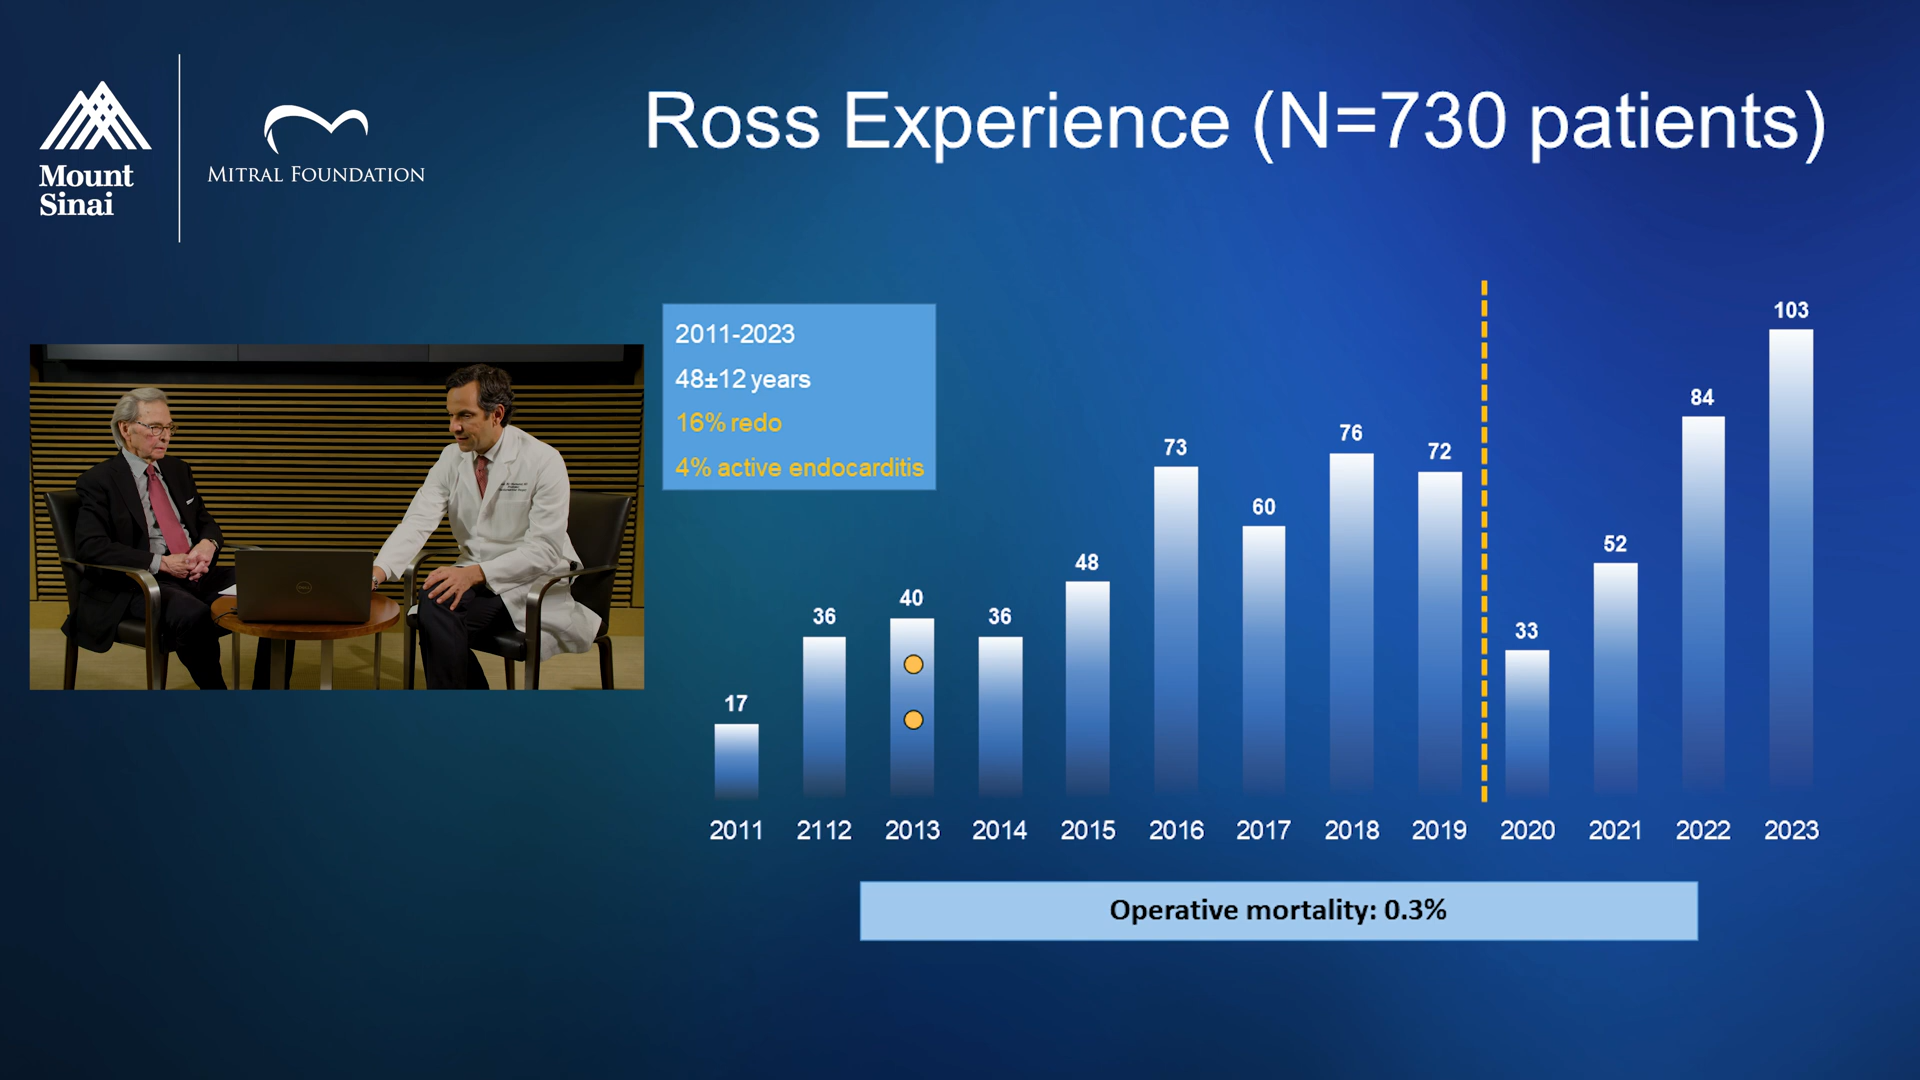 Mount
Sinai
MITRAL FOUNDATION
Ross Experience (N=730 patients)
2011-2023
48±12 years
16% redo
4% active endocarditis
17
36
40
36
48
73
60
76
72
33
52
84
103
2011 2112 2013 2014 2015 2016 2017 2018 2019 2020 2021 2022 2023
Operative mortality: 0.3%
DELL